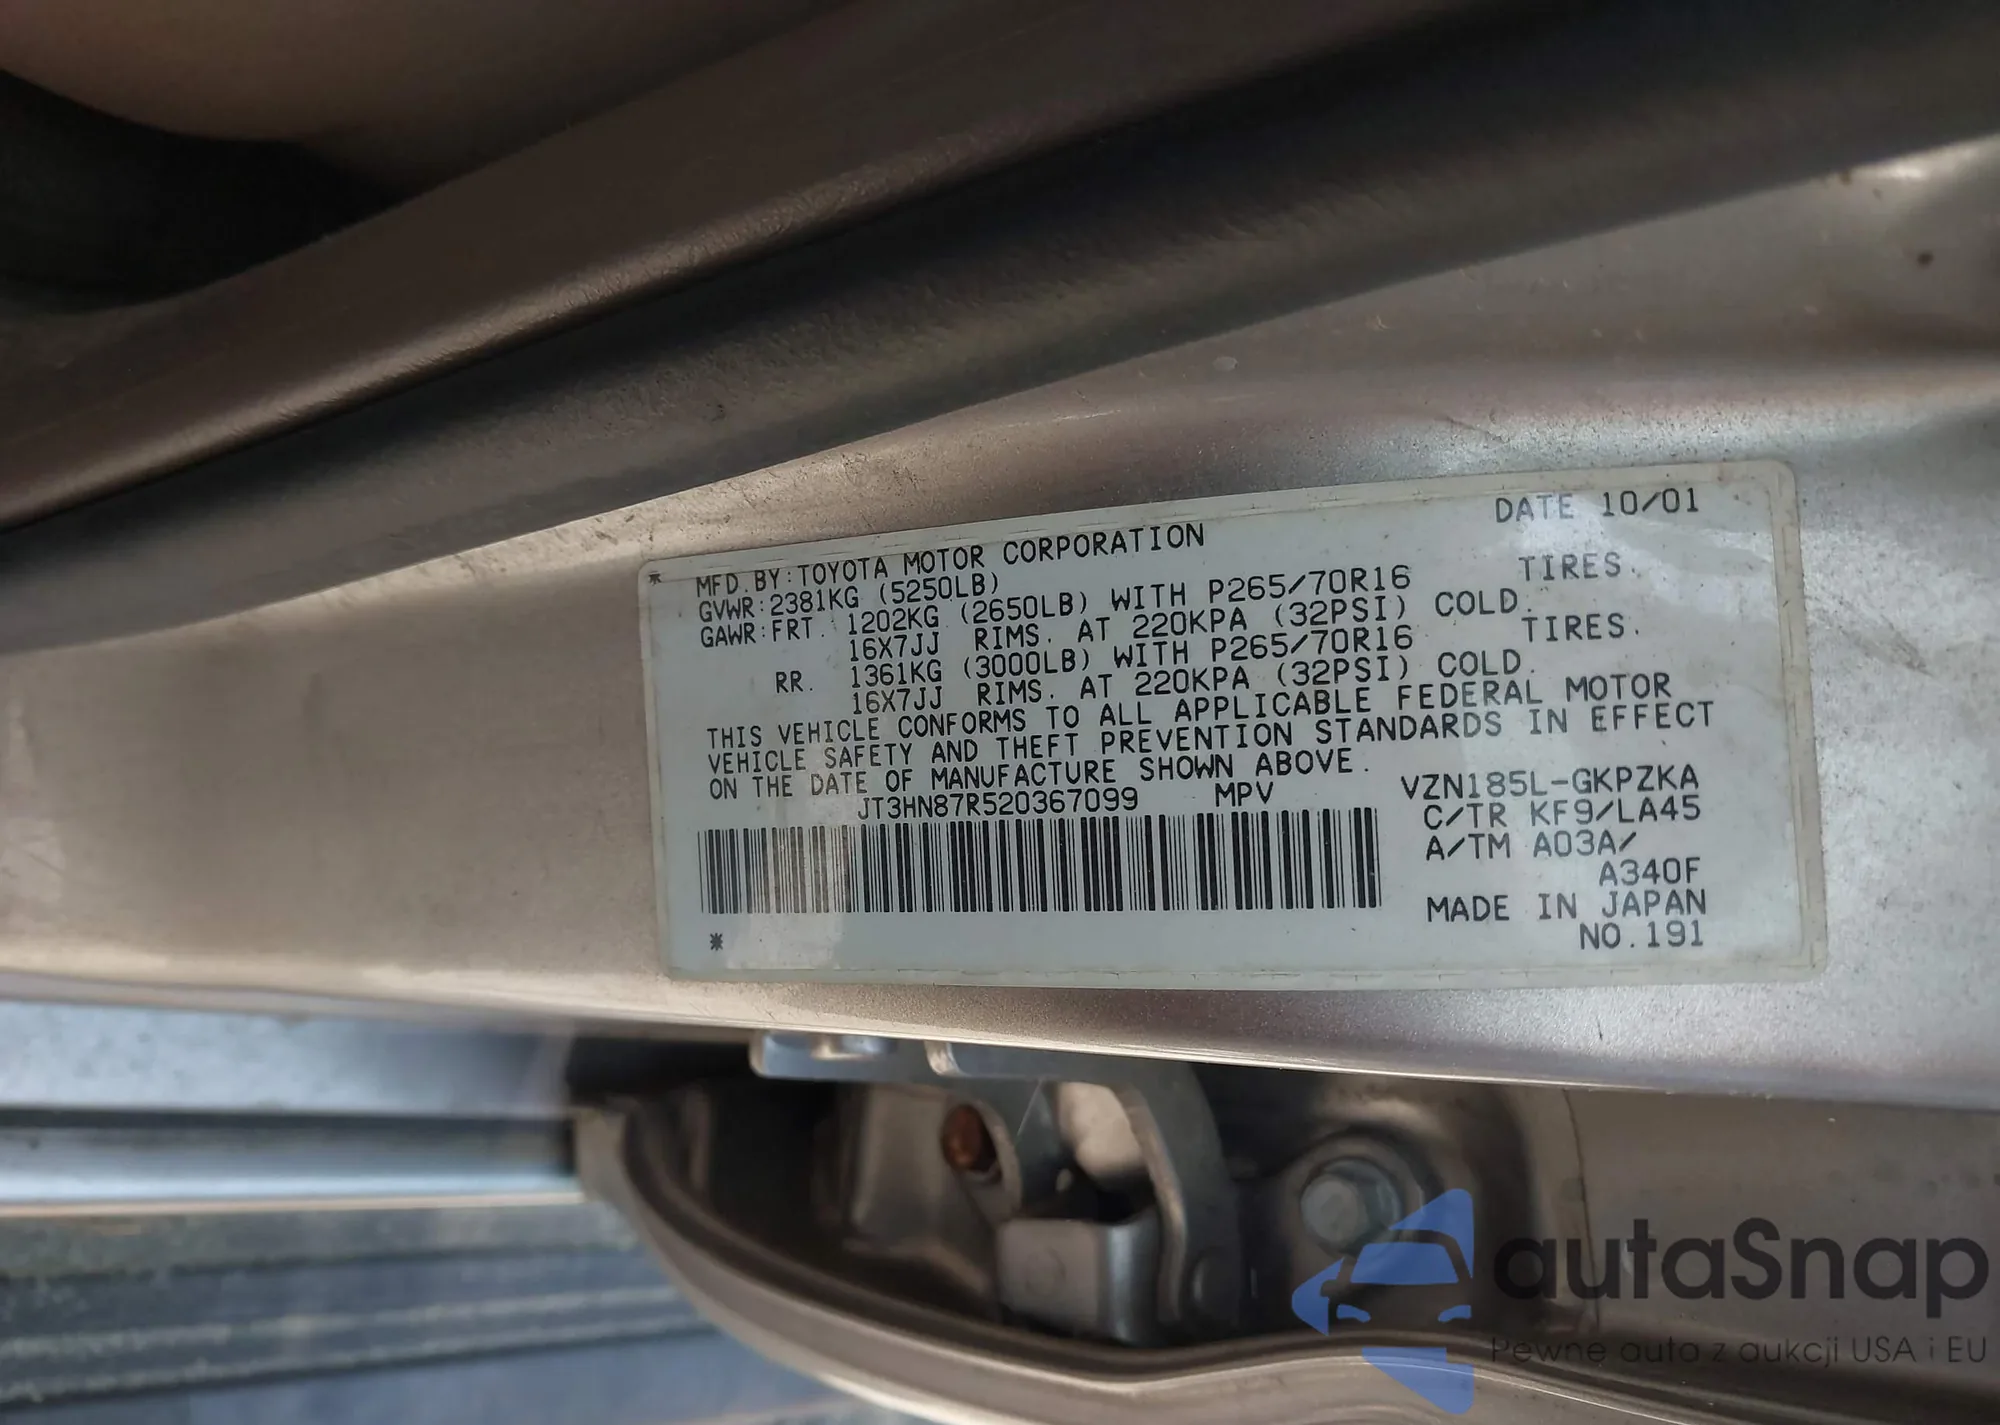 DATE 10/01
* MFD.BY:TOYOTA MOTOR CORPORATION
GVWR:2381KG (5250LB)
GAWR:FRT. 1202KG (2650LB) WITH P265/70R16 TIRES.
16X7JJ RIMS. AT 220KPA (32PSI) COLD.
RR. 1361KG (3000LB) WITH P265/70R16 TIRES.
16X7JJ RIMS. AT 220KPA (32PSI) COLD.
THIS VEHICLE CONFORMS TO ALL APPLICABLE FEDERAL MOTOR
VEHICLE SAFETY AND THEFT PREVENTION STANDARDS IN EFFECT
ON THE DATE OF MANUFACTURE SHOWN ABOVE.
JT3HN87R520367099 MPV VZN185L-GKPZKA
C/TR KF9/LA45
A/TM A03A/
A340F
MADE IN JAPAN
* NO.191
autaSnap
Pewne auta z aukcji USA i EU